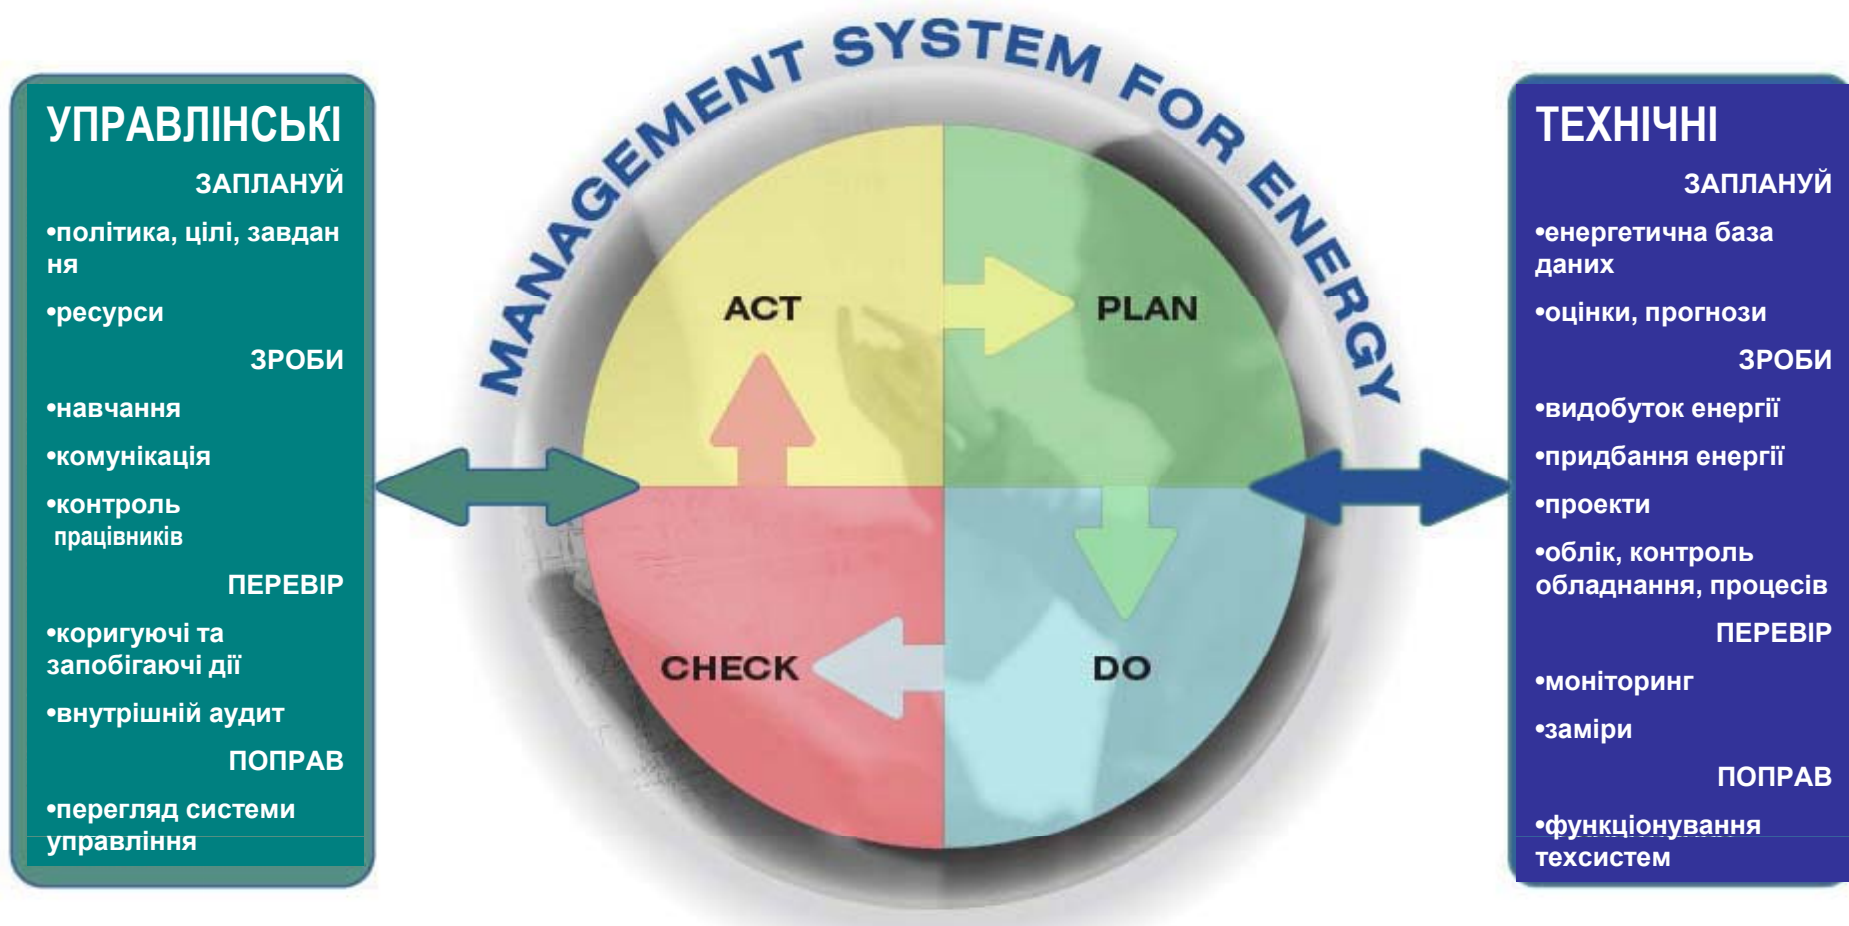 MANAGEMENT SYSTEM FOR ENERGY
УПРАВЛІНСЬКІ
ЗАПЛАНУЙ
•політика, цілі, завдан
ня
•ресурси
ЗРОБИ
•навчання
•комунікація
•контроль
працівників
ПЕРЕВІР
•коригуючі та
запобігаючі дії
•внутрішній аудит
ПОПРАВ
•перегляд системи
управління
ACT
PLAN
CHECK
DO
ТЕХНІЧНІ
ЗАПЛАНУЙ
•енергетична база
даних
•оцінки, прогнози
ЗРОБИ
•видобуток енергії
•придбання енергії
•проекти
•облік, контроль
обладнання, процесів
ПЕРЕВІР
•моніторинг
•заміри
ПОПРАВ
•функціонування
техсистем